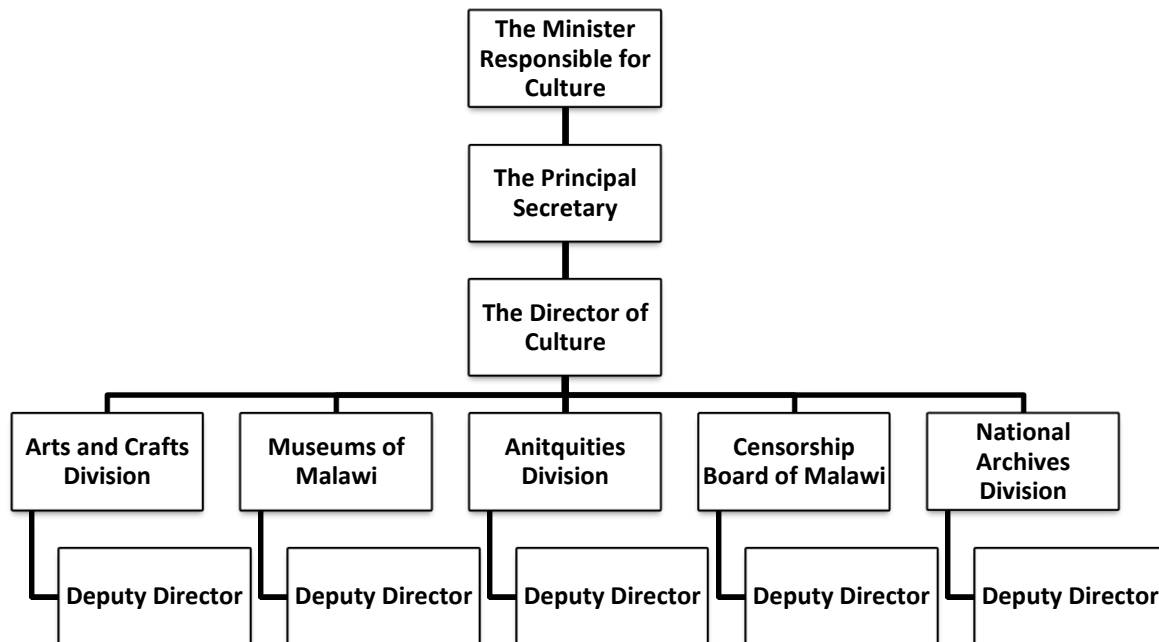 The Minister
Responsible for
Culture
The Principal
Secretary
The Director of
Culture
Arts and Crafts
Division
Museums of
Malawi
Anitquities
Division
Censorship
Board of Malawi
National
Archives
Division
Deputy Director
Deputy Director
Deputy Director
Deputy Director
Deputy Director